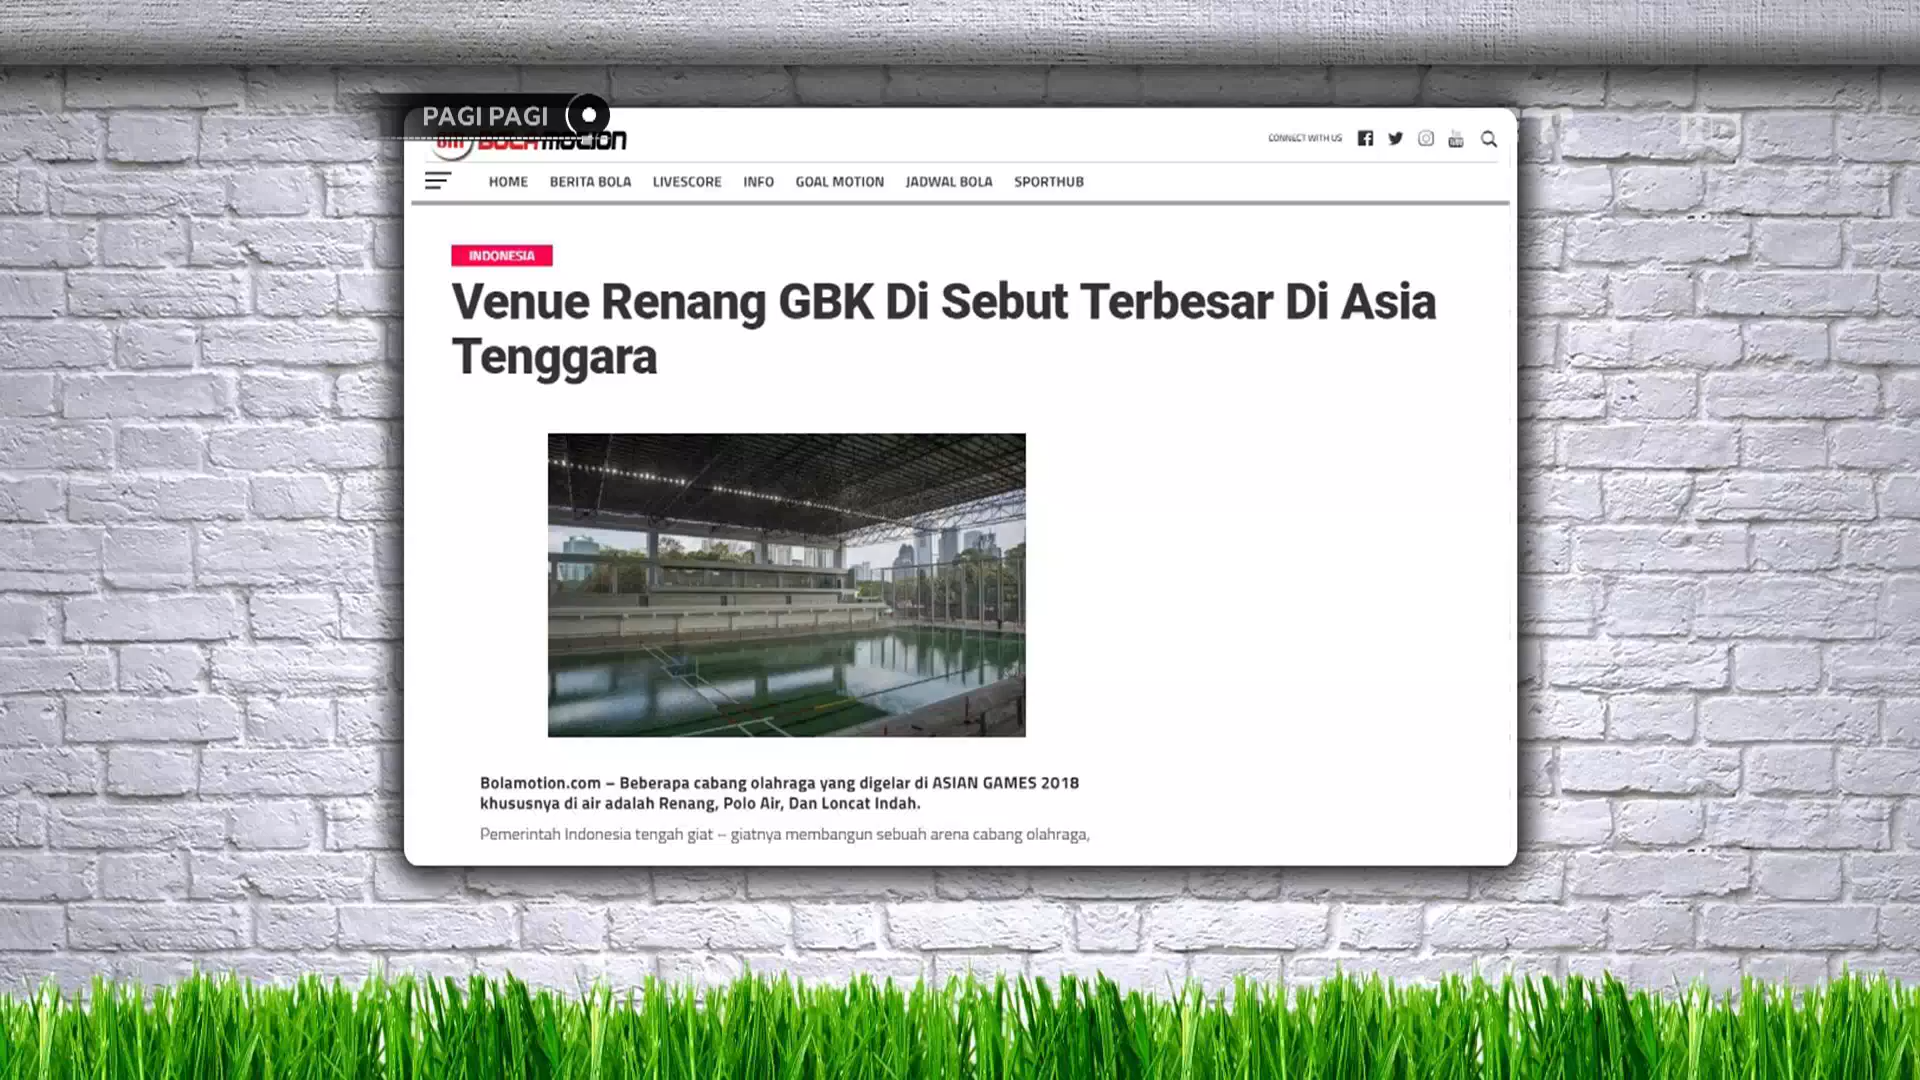 PAGI PAGI
BOLAMOTION
CONNECT WITH US
HOME BERITA BOLA LIVESCORE INFO GOAL MOTION JADWAL BOLA SPORTHUB
INDONESIA
Venue Renang GBK Di Sebut Terbesar Di Asia
Tenggara
Bolamotion.com – Beberapa cabang olahraga yang digelar di ASIAN GAMES 2018
khususnya di air adalah Renang, Polo Air, Dan Loncat Indah.
Pemerintah Indonesia tengah giat – giatnya membangun sebuah arena cabang olahraga,